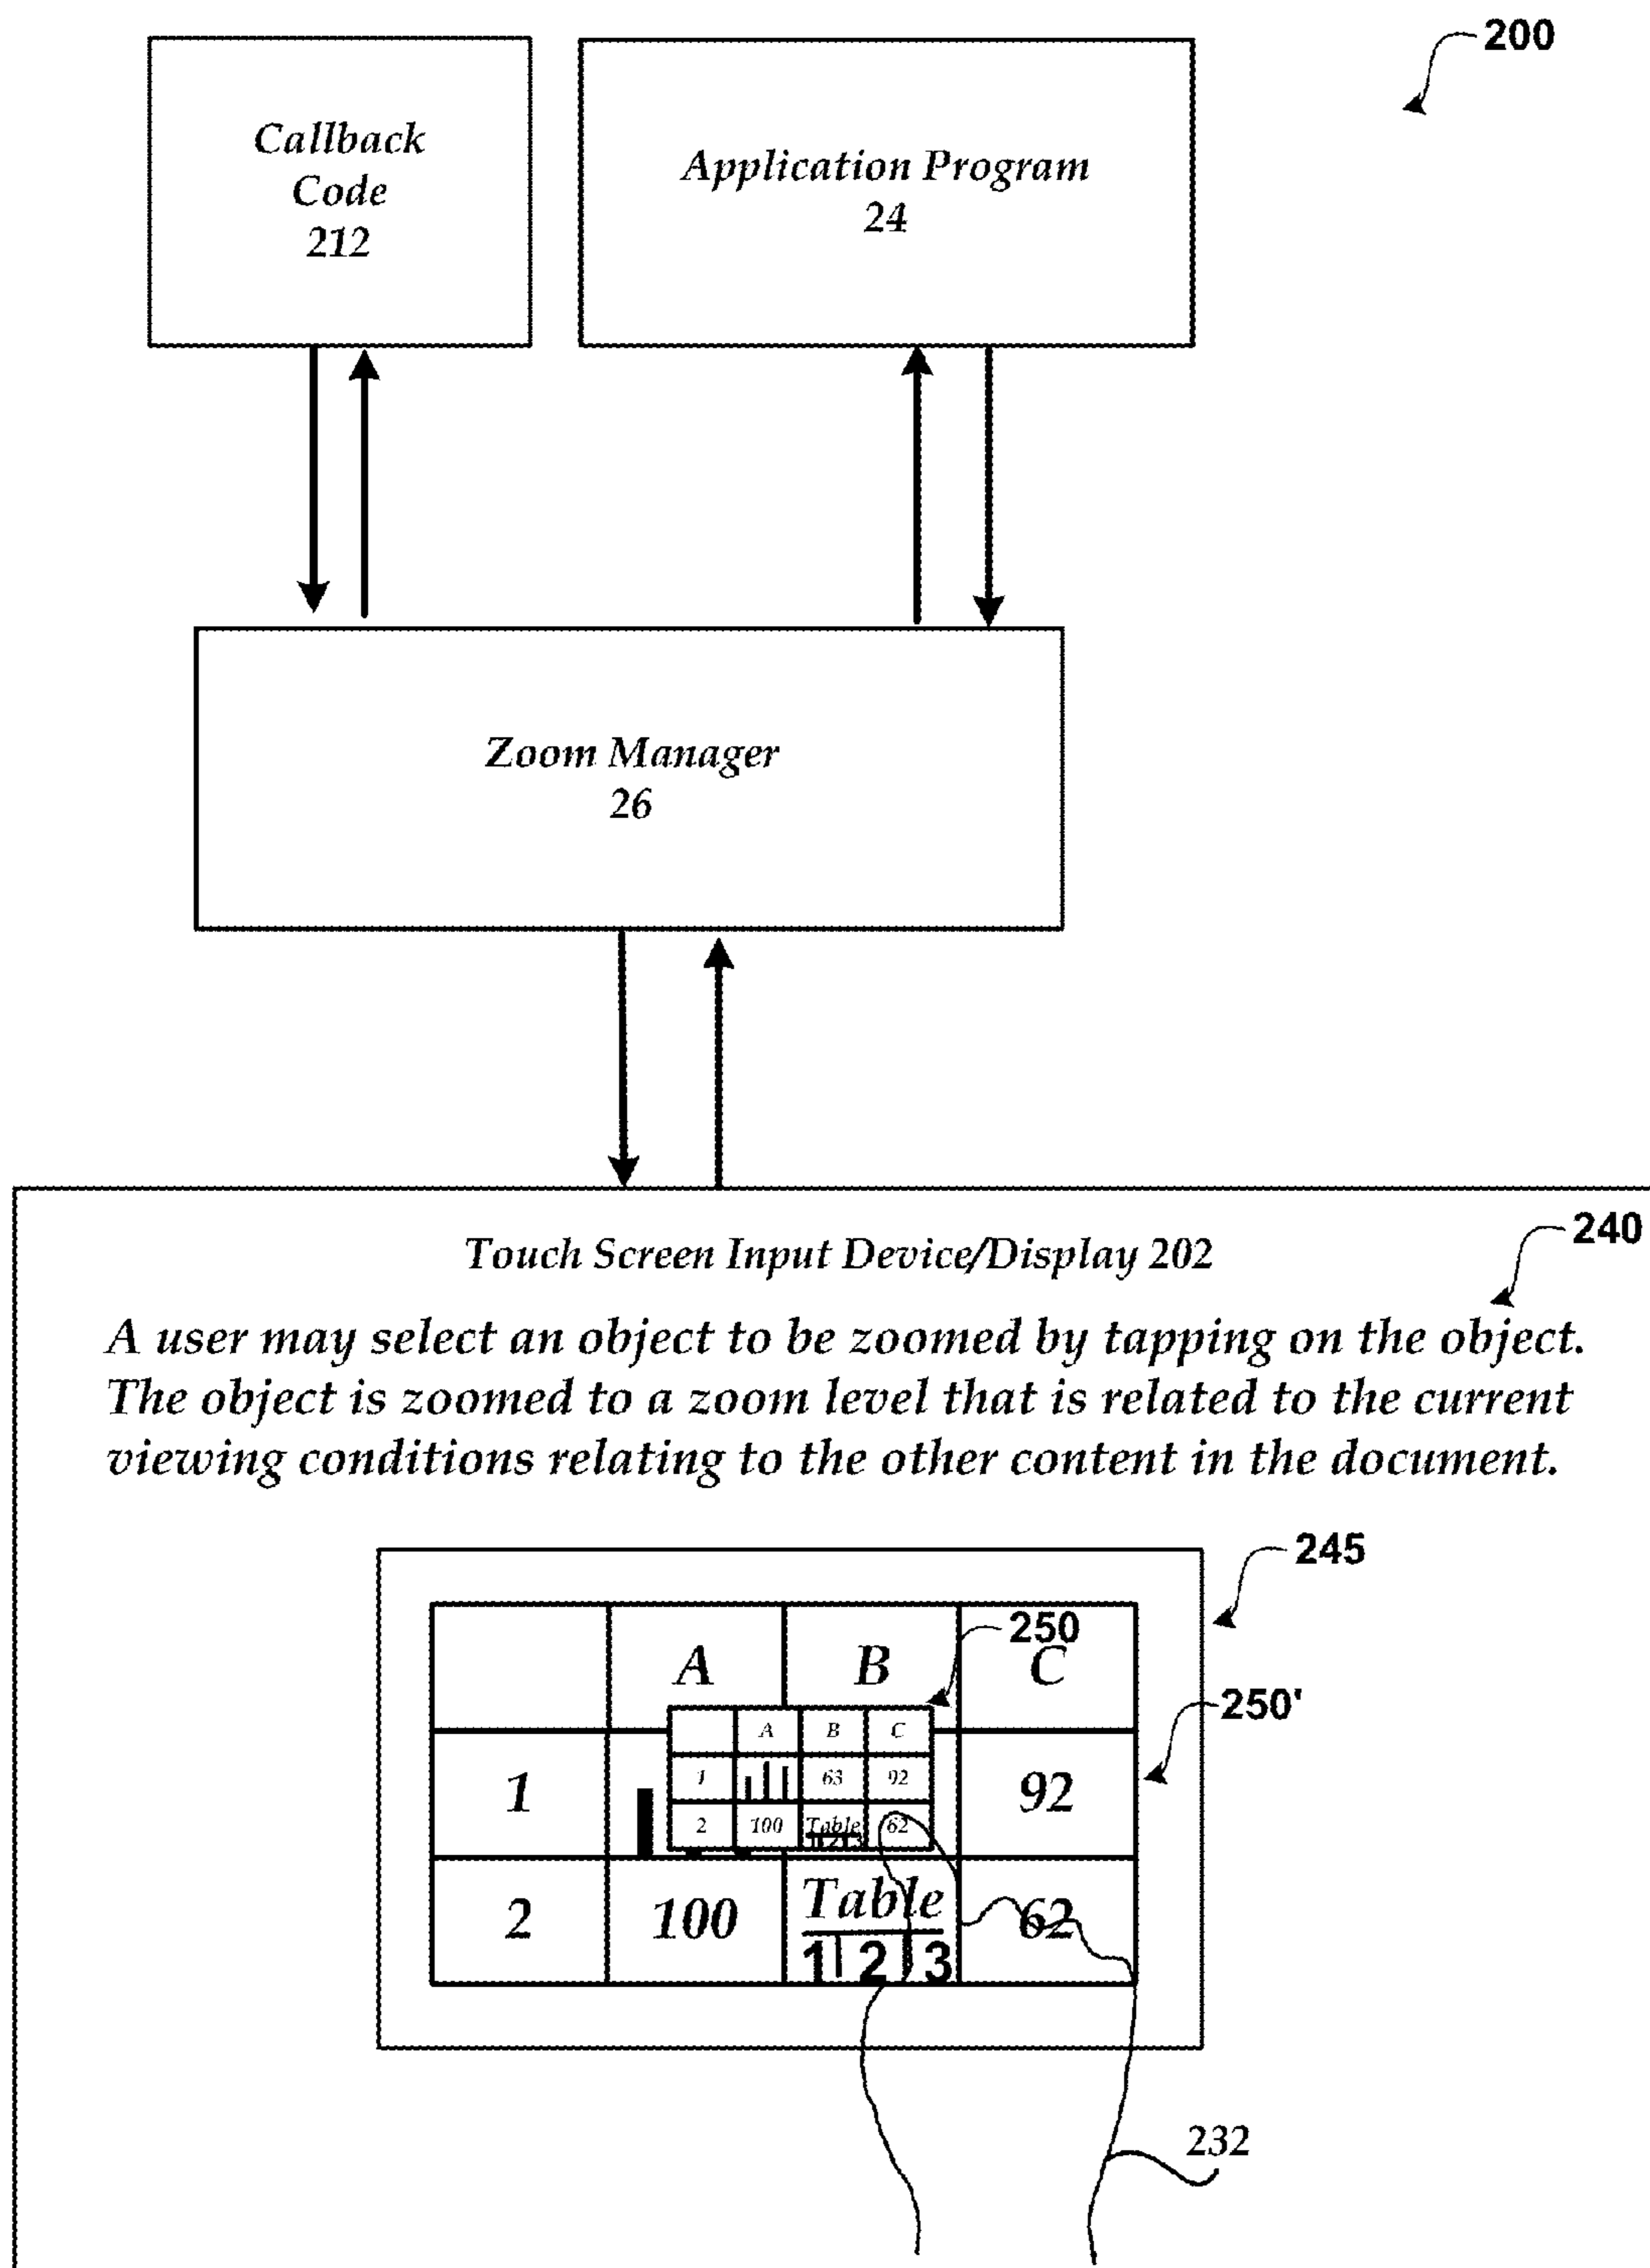 200
Callback
Code
212
Application Program
24
Zoom Manager
26
240
Touch Screen Input Device/Display 202
A user may select an object to be zoomed by tapping on the object.
The object is zoomed to a zoom level that is related to the current
viewing conditions relating to the other content in the document.
245
250
A B C
250'
A B C
1 63 92
1 92
2 100 Table 62
1 2 3
2 100 Table 62
1 2 3
232